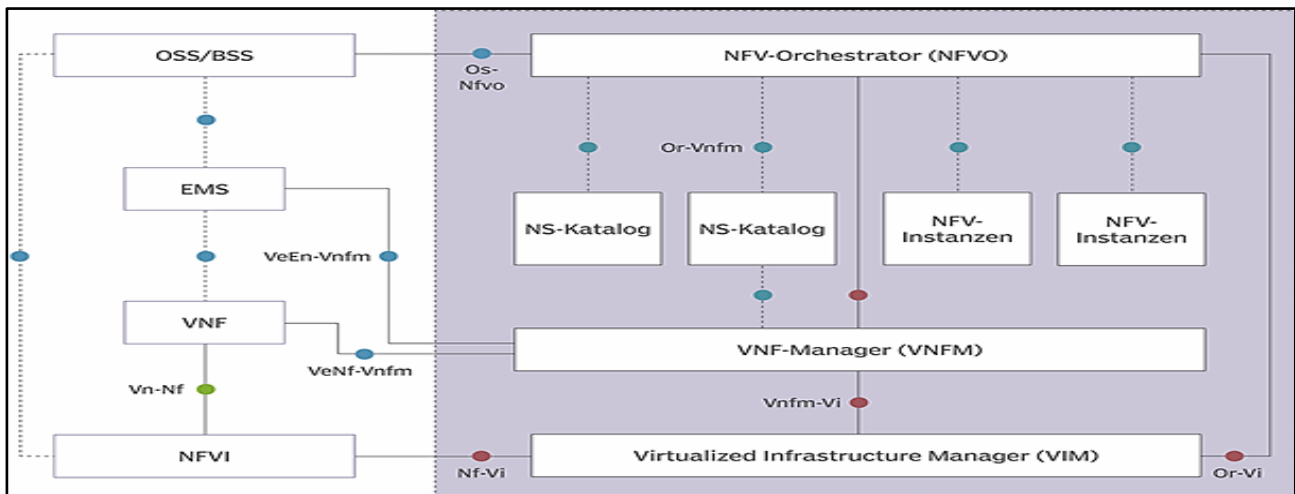 OSS/BSS
NFV-Orchestrator (NFVO)
Os-
Nfvo
Or-Vnfm
EMS
NS-Katalog
NS-Katalog
NFV-
Instanzen
NFV-
Instanzen
VeEn-Vnfm
VNF
VNF-Manager (VNFM)
VeNf-Vnfm
Vn-Nf
Vnfm-Vi
NFVI
Virtualized Infrastructure Manager (VIM)
Nf-Vi
Or-Vi